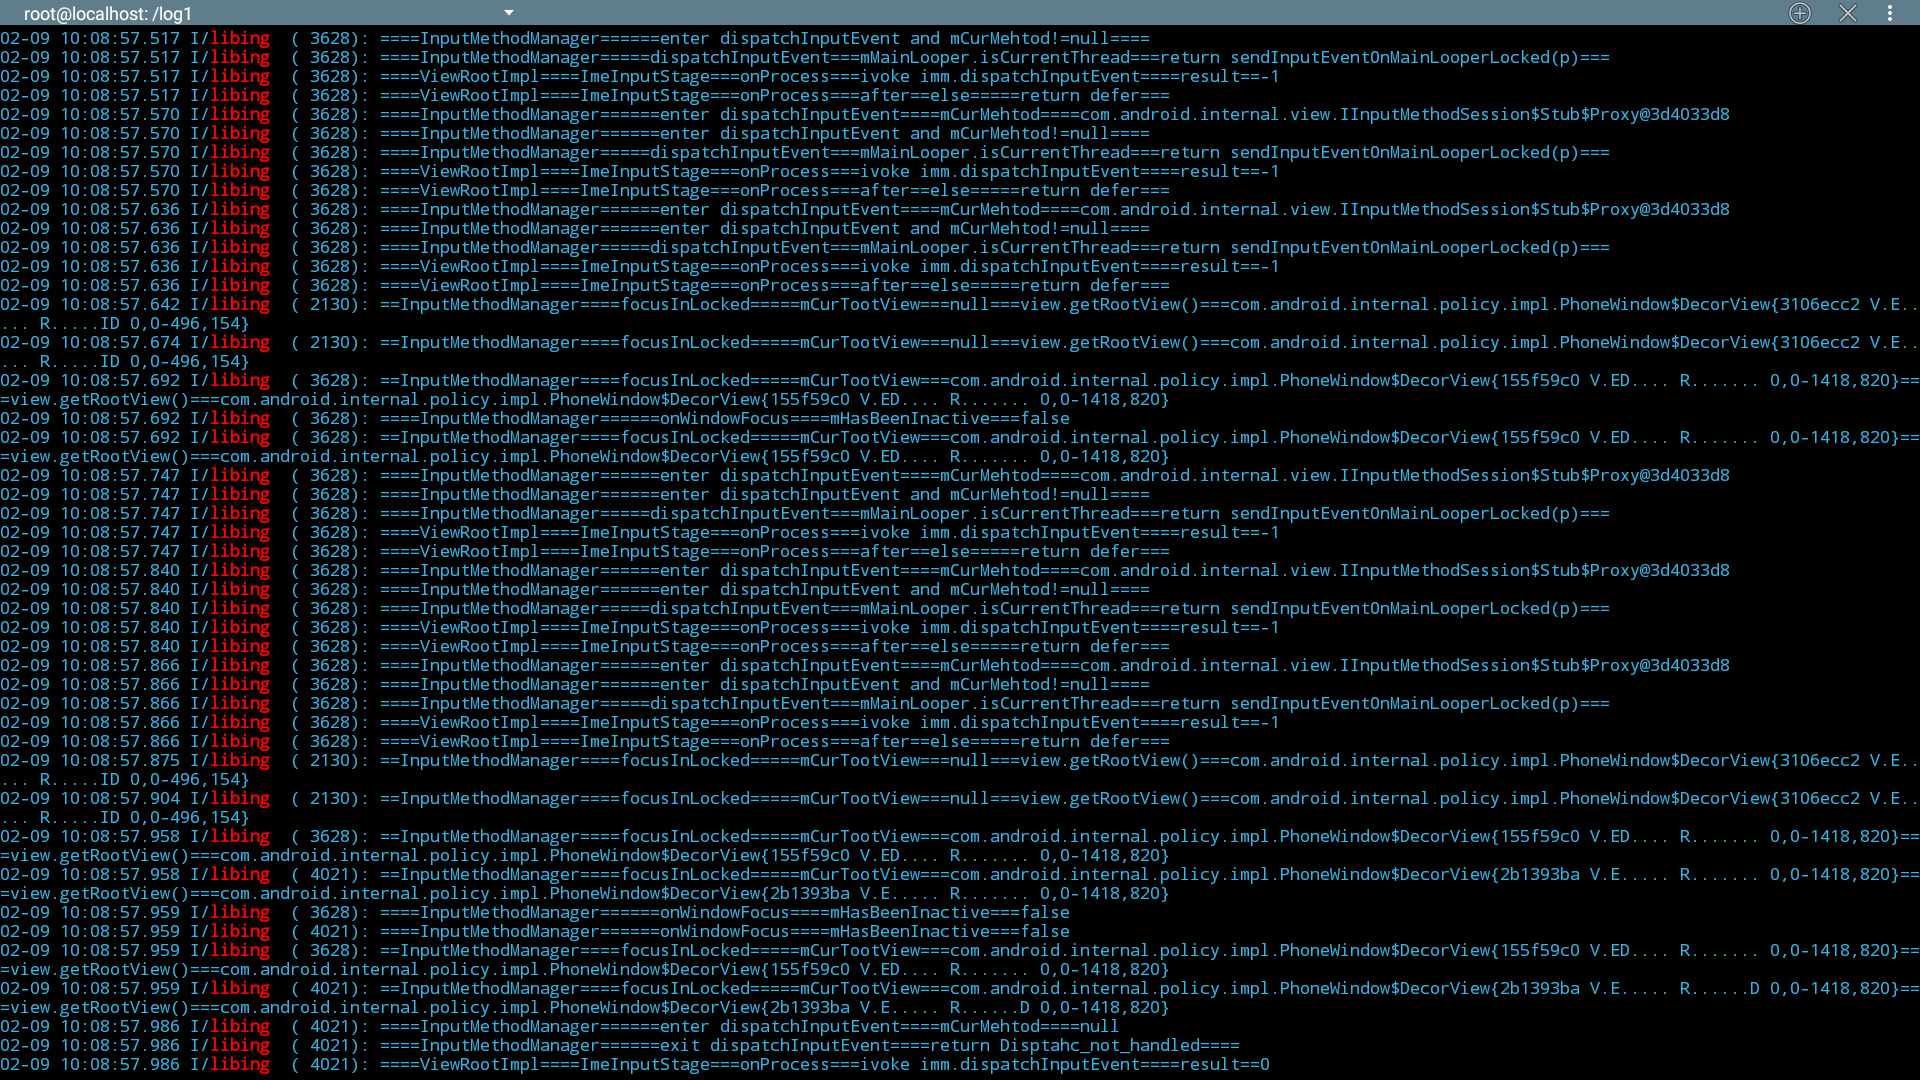 root@localhost: /log1
02-09 10:08:57.517 I/libing  ( 3628): ====InputMethodManager======enter dispatchInputEvent and mCurMehtod!=null====
02-09 10:08:57.517 I/libing  ( 3628): ====InputMethodManager=====dispatchInputEvent===mMainLooper.isCurrentThread===return sendInputEventOnMainLooperLocked(p)===
02-09 10:08:57.517 I/libing  ( 3628): ====ViewRootImpl====ImeInputStage===onProcess===ivoke imm.dispatchInputEvent====result==-1
02-09 10:08:57.517 I/libing  ( 3628): ====ViewRootImpl====ImeInputStage===onProcess===after==else=====return defer===
02-09 10:08:57.570 I/libing  ( 3628): ====InputMethodManager======enter dispatchInputEvent====mCurMehtod====com.android.internal.view.IInputMethodSession$Stub$Proxy@3d4033d8
02-09 10:08:57.570 I/libing  ( 3628): ====InputMethodManager======enter dispatchInputEvent and mCurMehtod!=null====
02-09 10:08:57.570 I/libing  ( 3628): ====InputMethodManager=====dispatchInputEvent===mMainLooper.isCurrentThread===return sendInputEventOnMainLooperLocked(p)===
02-09 10:08:57.570 I/libing  ( 3628): ====ViewRootImpl====ImeInputStage===onProcess===ivoke imm.dispatchInputEvent====result==-1
02-09 10:08:57.570 I/libing  ( 3628): ====ViewRootImpl====ImeInputStage===onProcess===after==else=====return defer===
02-09 10:08:57.636 I/libing  ( 3628): ====InputMethodManager======enter dispatchInputEvent====mCurMehtod====com.android.internal.view.IInputMethodSession$Stub$Proxy@3d4033d8
02-09 10:08:57.636 I/libing  ( 3628): ====InputMethodManager======enter dispatchInputEvent and mCurMehtod!=null====
02-09 10:08:57.636 I/libing  ( 3628): ====InputMethodManager=====dispatchInputEvent===mMainLooper.isCurrentThread===return sendInputEventOnMainLooperLocked(p)===
02-09 10:08:57.636 I/libing  ( 3628): ====ViewRootImpl====ImeInputStage===onProcess===ivoke imm.dispatchInputEvent====result==-1
02-09 10:08:57.636 I/libing  ( 3628): ====ViewRootImpl====ImeInputStage===onProcess===after==else=====return defer===
02-09 10:08:57.642 I/libing  ( 2130): ==InputMethodManager====focusInLocked=====mCurTootView===null===view.getRootView()===com.android.internal.policy.impl.PhoneWindow$DecorView{3106ecc2 V.E..
... R.....ID 0,0-496,154}
02-09 10:08:57.674 I/libing  ( 2130): ==InputMethodManager====focusInLocked=====mCurTootView===null===view.getRootView()===com.android.internal.policy.impl.PhoneWindow$DecorView{3106ecc2 V.E..
... R.....ID 0,0-496,154}
02-09 10:08:57.692 I/libing  ( 3628): ==InputMethodManager====focusInLocked=====mCurTootView===com.android.internal.policy.impl.PhoneWindow$DecorView{155f59c0 V.ED.... R....... 0,0-1418,820}==
=view.getRootView()===com.android.internal.policy.impl.PhoneWindow$DecorView{155f59c0 V.ED.... R....... 0,0-1418,820}
02-09 10:08:57.692 I/libing  ( 3628): ====InputMethodManager======onWindowFocus====mHasBeenInactive===false
02-09 10:08:57.692 I/libing  ( 3628): ==InputMethodManager====focusInLocked=====mCurTootView===com.android.internal.policy.impl.PhoneWindow$DecorView{155f59c0 V.ED.... R....... 0,0-1418,820}==
=view.getRootView()===com.android.internal.policy.impl.PhoneWindow$DecorView{155f59c0 V.ED.... R....... 0,0-1418,820}
02-09 10:08:57.747 I/libing  ( 3628): ====InputMethodManager======enter dispatchInputEvent====mCurMehtod====com.android.internal.view.IInputMethodSession$Stub$Proxy@3d4033d8
02-09 10:08:57.747 I/libing  ( 3628): ====InputMethodManager======enter dispatchInputEvent and mCurMehtod!=null====
02-09 10:08:57.747 I/libing  ( 3628): ====InputMethodManager=====dispatchInputEvent===mMainLooper.isCurrentThread===return sendInputEventOnMainLooperLocked(p)===
02-09 10:08:57.747 I/libing  ( 3628): ====ViewRootImpl====ImeInputStage===onProcess===ivoke imm.dispatchInputEvent====result==-1
02-09 10:08:57.747 I/libing  ( 3628): ====ViewRootImpl====ImeInputStage===onProcess===after==else=====return defer===
02-09 10:08:57.840 I/libing  ( 3628): ====InputMethodManager======enter dispatchInputEvent====mCurMehtod====com.android.internal.view.IInputMethodSession$Stub$Proxy@3d4033d8
02-09 10:08:57.840 I/libing  ( 3628): ====InputMethodManager======enter dispatchInputEvent and mCurMehtod!=null====
02-09 10:08:57.840 I/libing  ( 3628): ====InputMethodManager=====dispatchInputEvent===mMainLooper.isCurrentThread===return sendInputEventOnMainLooperLocked(p)===
02-09 10:08:57.840 I/libing  ( 3628): ====ViewRootImpl====ImeInputStage===onProcess===ivoke imm.dispatchInputEvent====result==-1
02-09 10:08:57.840 I/libing  ( 3628): ====ViewRootImpl====ImeInputStage===onProcess===after==else=====return defer===
02-09 10:08:57.866 I/libing  ( 3628): ====InputMethodManager======enter dispatchInputEvent====mCurMehtod====com.android.internal.view.IInputMethodSession$Stub$Proxy@3d4033d8
02-09 10:08:57.866 I/libing  ( 3628): ====InputMethodManager======enter dispatchInputEvent and mCurMehtod!=null====
02-09 10:08:57.866 I/libing  ( 3628): ====InputMethodManager=====dispatchInputEvent===mMainLooper.isCurrentThread===return sendInputEventOnMainLooperLocked(p)===
02-09 10:08:57.866 I/libing  ( 3628): ====ViewRootImpl====ImeInputStage===onProcess===ivoke imm.dispatchInputEvent====result==-1
02-09 10:08:57.866 I/libing  ( 3628): ====ViewRootImpl====ImeInputStage===onProcess===after==else=====return defer===
02-09 10:08:57.875 I/libing  ( 2130): ==InputMethodManager====focusInLocked=====mCurTootView===null===view.getRootView()===com.android.internal.policy.impl.PhoneWindow$DecorView{3106ecc2 V.E..
... R.....ID 0,0-496,154}
02-09 10:08:57.904 I/libing  ( 2130): ==InputMethodManager====focusInLocked=====mCurTootView===null===view.getRootView()===com.android.internal.policy.impl.PhoneWindow$DecorView{3106ecc2 V.E..
... R.....ID 0,0-496,154}
02-09 10:08:57.958 I/libing  ( 3628): ==InputMethodManager====focusInLocked=====mCurTootView===com.android.internal.policy.impl.PhoneWindow$DecorView{155f59c0 V.ED.... R....... 0,0-1418,820}==
=view.getRootView()===com.android.internal.policy.impl.PhoneWindow$DecorView{155f59c0 V.ED.... R....... 0,0-1418,820}
02-09 10:08:57.958 I/libing  ( 4021): ==InputMethodManager====focusInLocked=====mCurTootView===com.android.internal.policy.impl.PhoneWindow$DecorView{2b1393ba V.E..... R....... 0,0-1418,820}==
=view.getRootView()===com.android.internal.policy.impl.PhoneWindow$DecorView{2b1393ba V.E..... R....... 0,0-1418,820}
02-09 10:08:57.959 I/libing  ( 3628): ====InputMethodManager======onWindowFocus====mHasBeenInactive===false
02-09 10:08:57.959 I/libing  ( 4021): ====InputMethodManager======onWindowFocus====mHasBeenInactive===false
02-09 10:08:57.959 I/libing  ( 3628): ==InputMethodManager====focusInLocked=====mCurTootView===com.android.internal.policy.impl.PhoneWindow$DecorView{155f59c0 V.ED.... R....... 0,0-1418,820}==
=view.getRootView()===com.android.internal.policy.impl.PhoneWindow$DecorView{155f59c0 V.ED.... R....... 0,0-1418,820}
02-09 10:08:57.959 I/libing  ( 4021): ==InputMethodManager====focusInLocked=====mCurTootView===com.android.internal.policy.impl.PhoneWindow$DecorView{2b1393ba V.E..... R......D 0,0-1418,820}==
=view.getRootView()===com.android.internal.policy.impl.PhoneWindow$DecorView{2b1393ba V.E..... R......D 0,0-1418,820}
02-09 10:08:57.986 I/libing  ( 4021): ====InputMethodManager======enter dispatchInputEvent====mCurMehtod====null
02-09 10:08:57.986 I/libing  ( 4021): ====InputMethodManager======exit dispatchInputEvent====return Disptahc_not_handled====
02-09 10:08:57.986 I/libing  ( 4021): ====ViewRootImpl====ImeInputStage===onProcess===ivoke imm.dispatchInputEvent====result==0